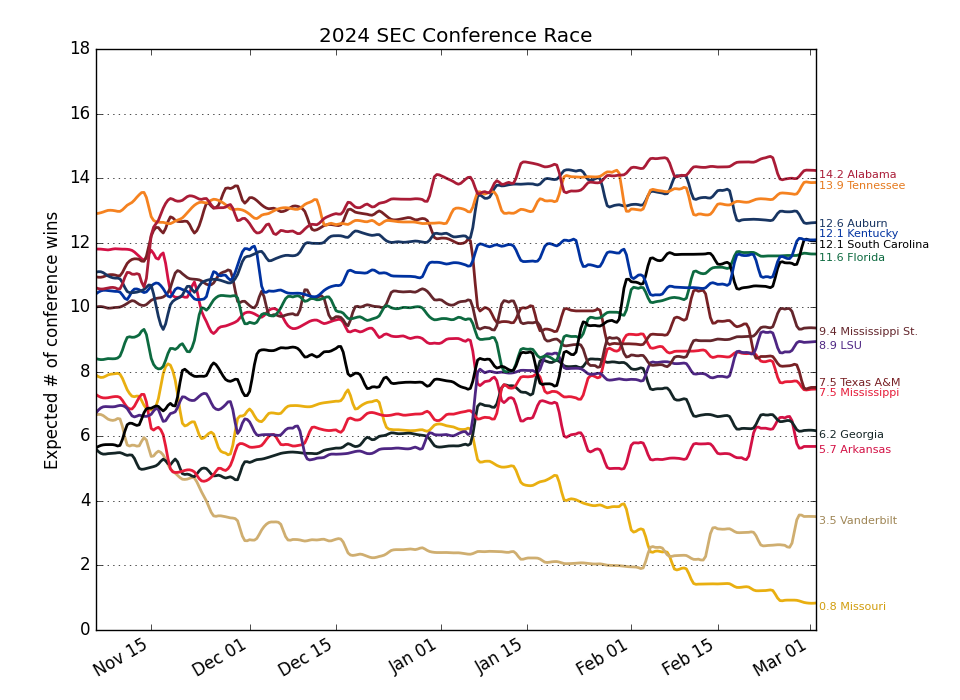 2024 SEC Conference Race
Expected # of conference wins
18
16
14
12
10
8
6
4
2
0
Nov 15
Dec 01
Dec 15
Jan 01
Jan 15
Feb 01
Feb 15
Mar 01
14.2 Alabama
13.9 Tennessee
12.6 Auburn
12.1 Kentucky
12.1 South Carolina
11.6 Florida
9.4 Mississippi St.
8.9 LSU
7.5 Texas A&M
7.5 Mississippi
6.2 Georgia
5.7 Arkansas
3.5 Vanderbilt
0.8 Missouri